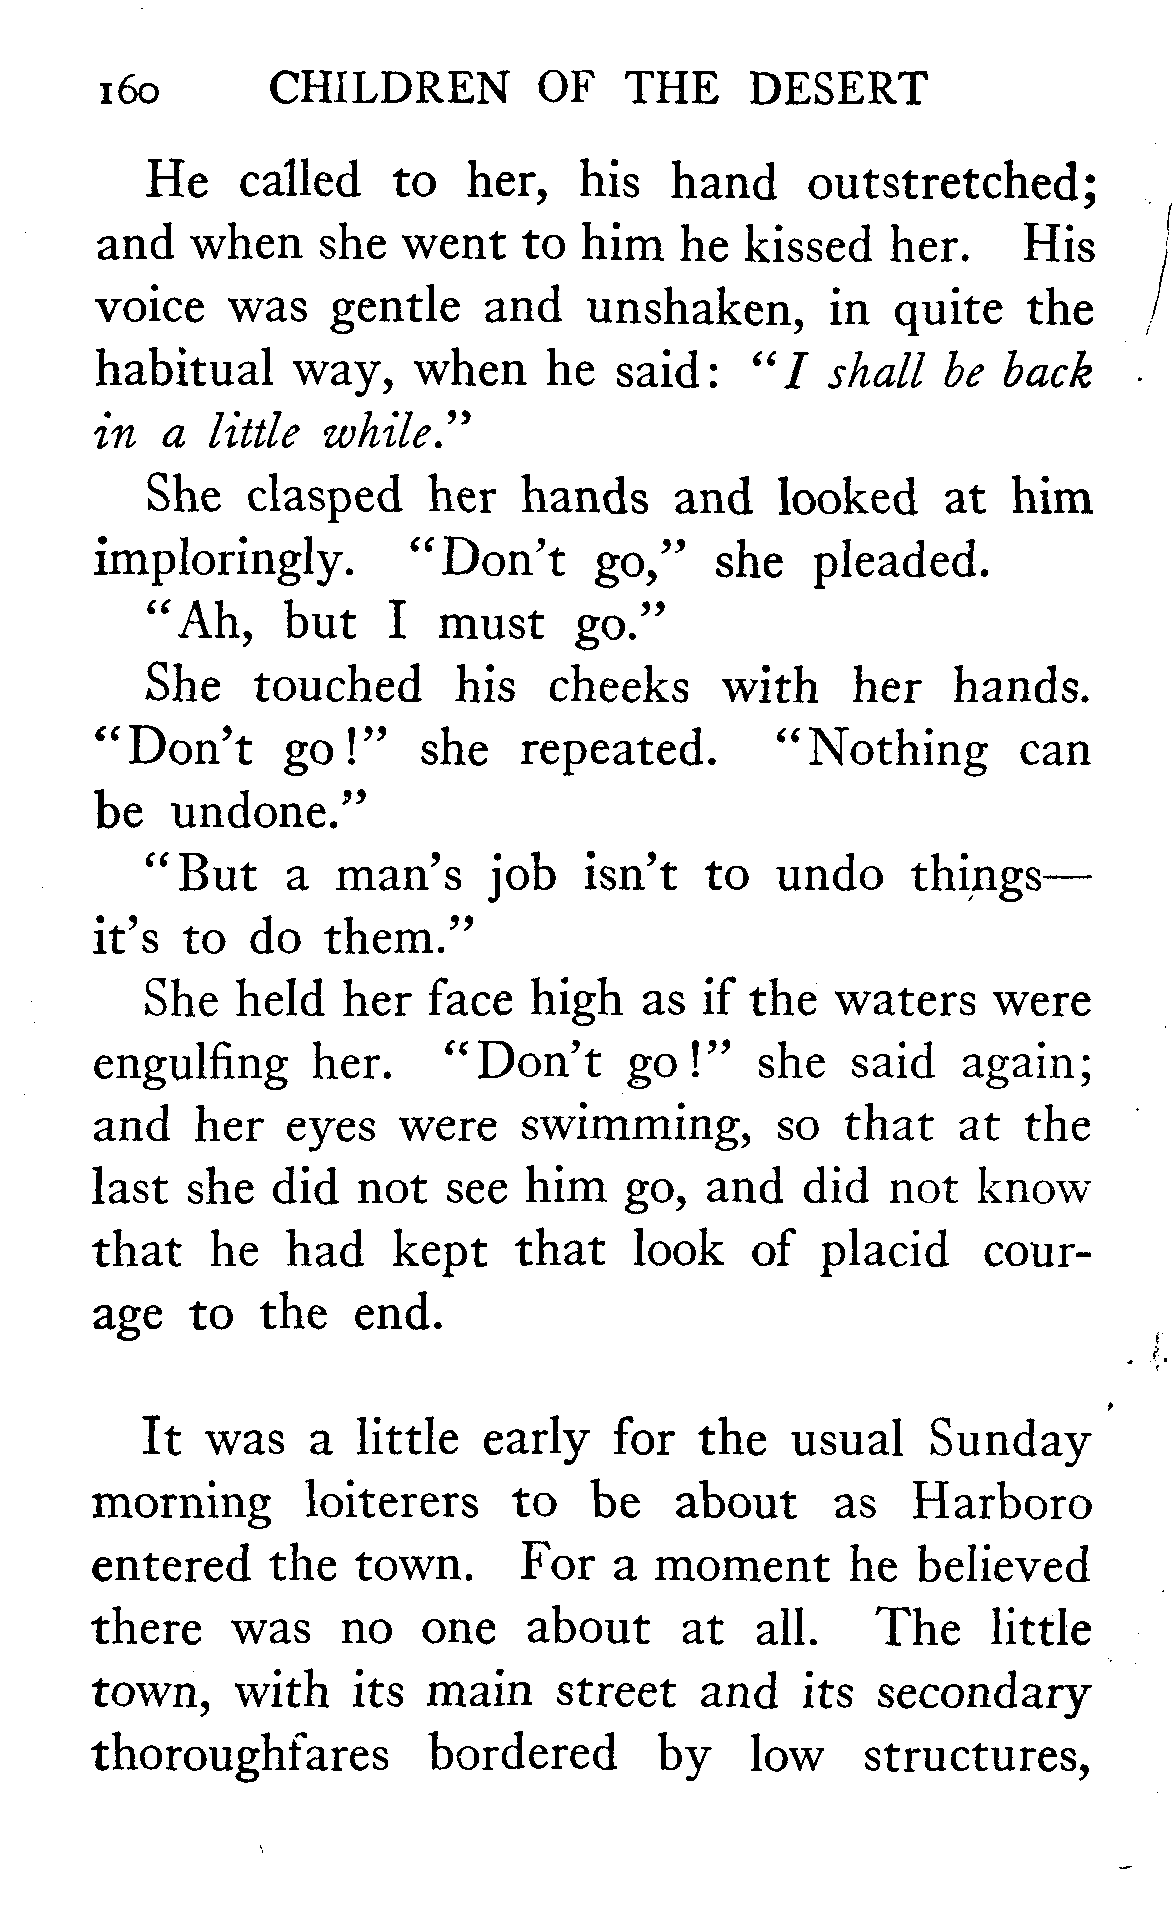 160 CHILDREN OF THE DESERT
He called to her, his hand outstretched;
and when she went to him he kissed her. His
voice was gentle and unshaken, in quite the
habitual way, when he said: "I shall be back
in a little while."
She clasped her hands and looked at him
imploringly. "Don't go," she pleaded.
"Ah, but I must go."
She touched his cheeks with her hands.
"Don't go!" she repeated. "Nothing can
be undone."
"But a man's job isn't to undo things—
it's to do them."
She held her face high as if the waters were
engulfing her. "Don't go!" she said again;
and her eyes were swimming, so that at the
last she did not see him go, and did not know
that he had kept that look of placid cour-
age to the end.
It was a little early for the usual Sunday
morning loiterers to be about as Harboro
entered the town. For a moment he believed
there was no one about at all. The little
town, with its main street and its secondary
thoroughfares bordered by low structures,